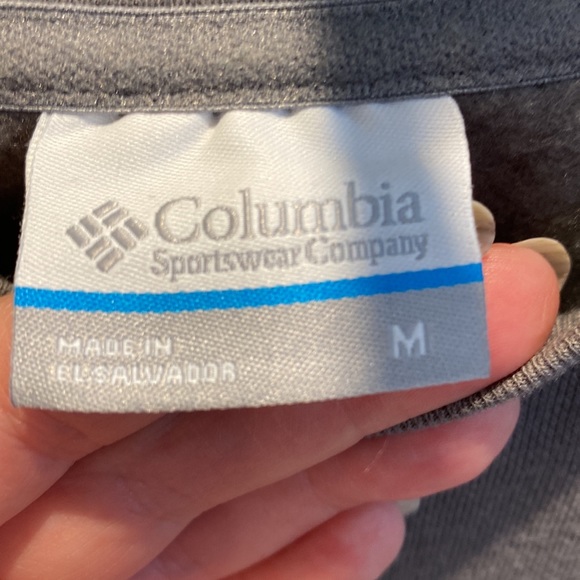 Columbia
Sportswear Company
MADE IN
EL SALVADOR
M